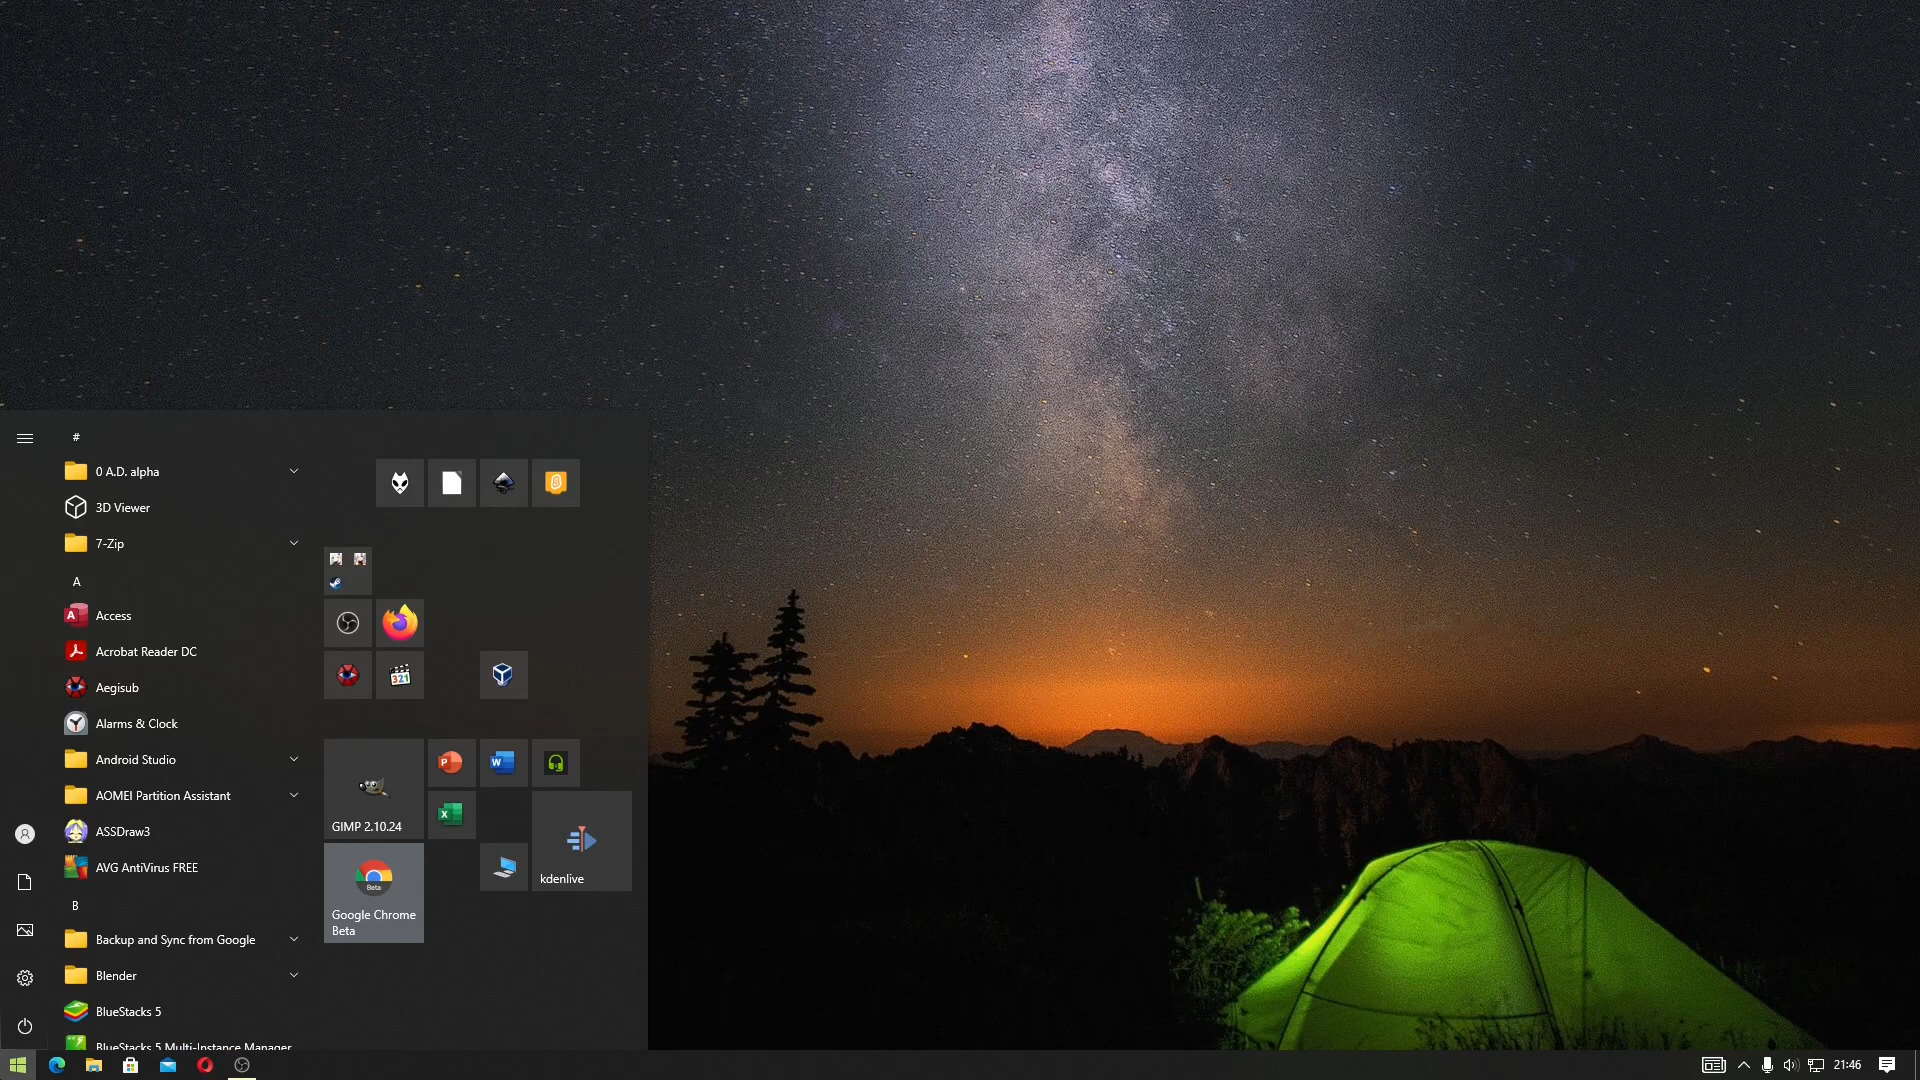 #
0 A.D. alpha
3D Viewer
7-Zip
A
Access
Acrobat Reader DC
Aegisub
Alarms & Clock
Android Studio
AOMEI Partition Assistant
ASSDraw3
AVG AntiVirus FREE
B
Backup and Sync from Google
Blender
BlueStacks 5
BlueStacks 5 Multi-Instance Manager
321
GIMP 2.10.24
kdenlive
Beta
Google Chrome
Beta
21:46